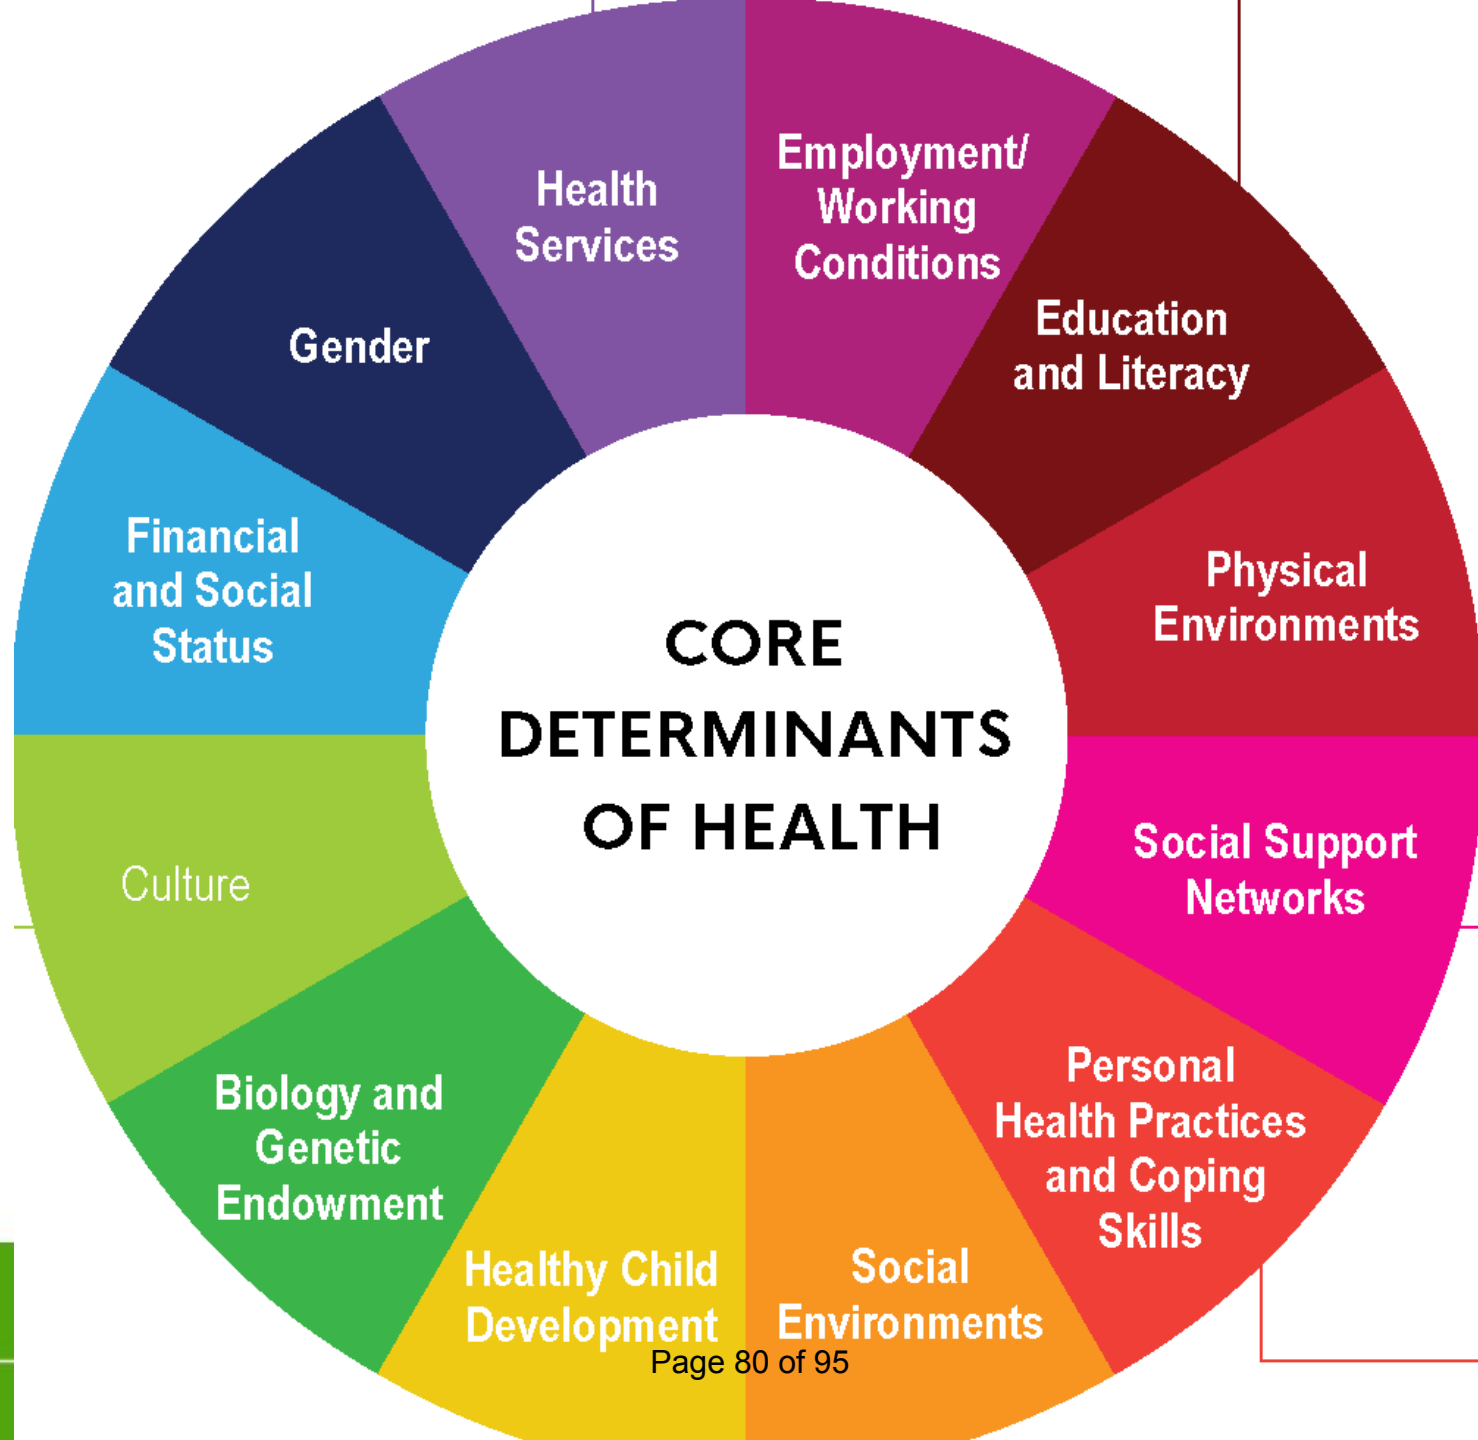 Employment/
Working
Conditions
Education
and Literacy
Physical
Environments
Social Support
Networks
Personal
Health Practices
and Coping
Skills
Social
Environments
Healthy Child
Development
Biology and
Genetic
Endowment
Culture
Financial
and Social
Status
Gender
Health
Services
CORE
DETERMINANTS
OF HEALTH
Page 80 of 95